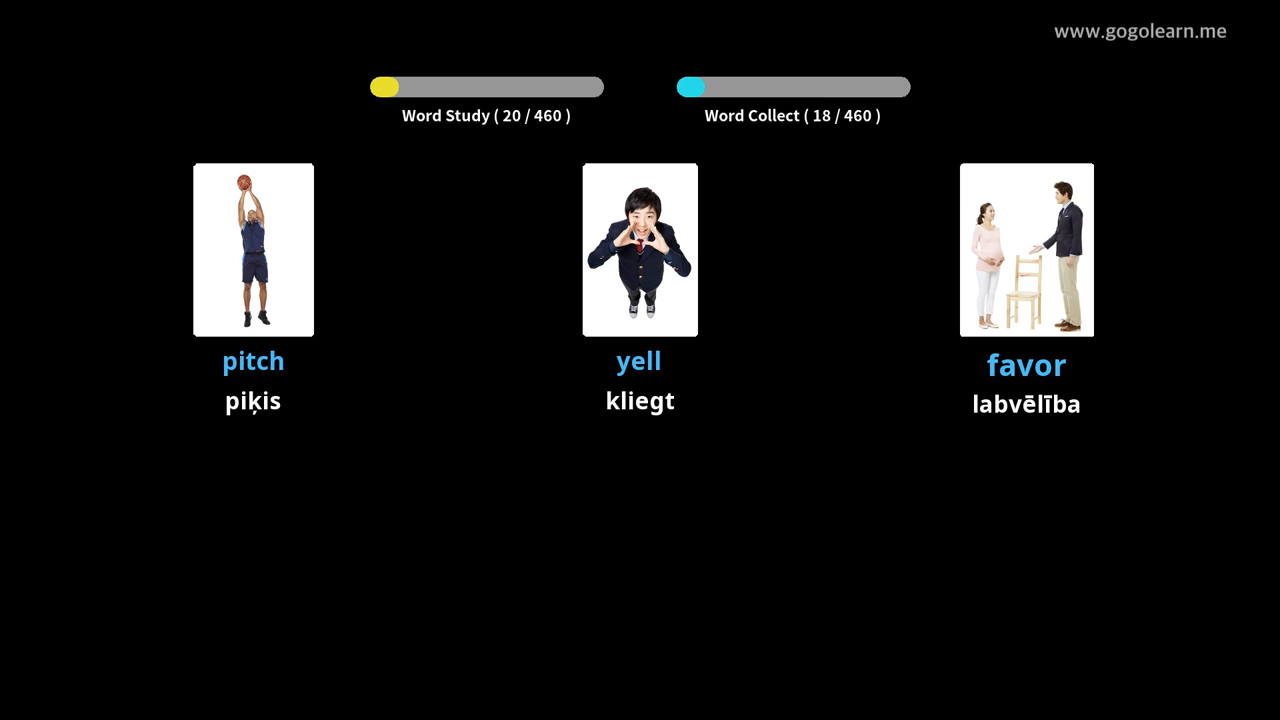 www.gogolearn.me
Word Study ( 20 / 460 )
Word Collect ( 18 / 460 )
pitch
piķis
yell
kliegt
favor
labvēlība